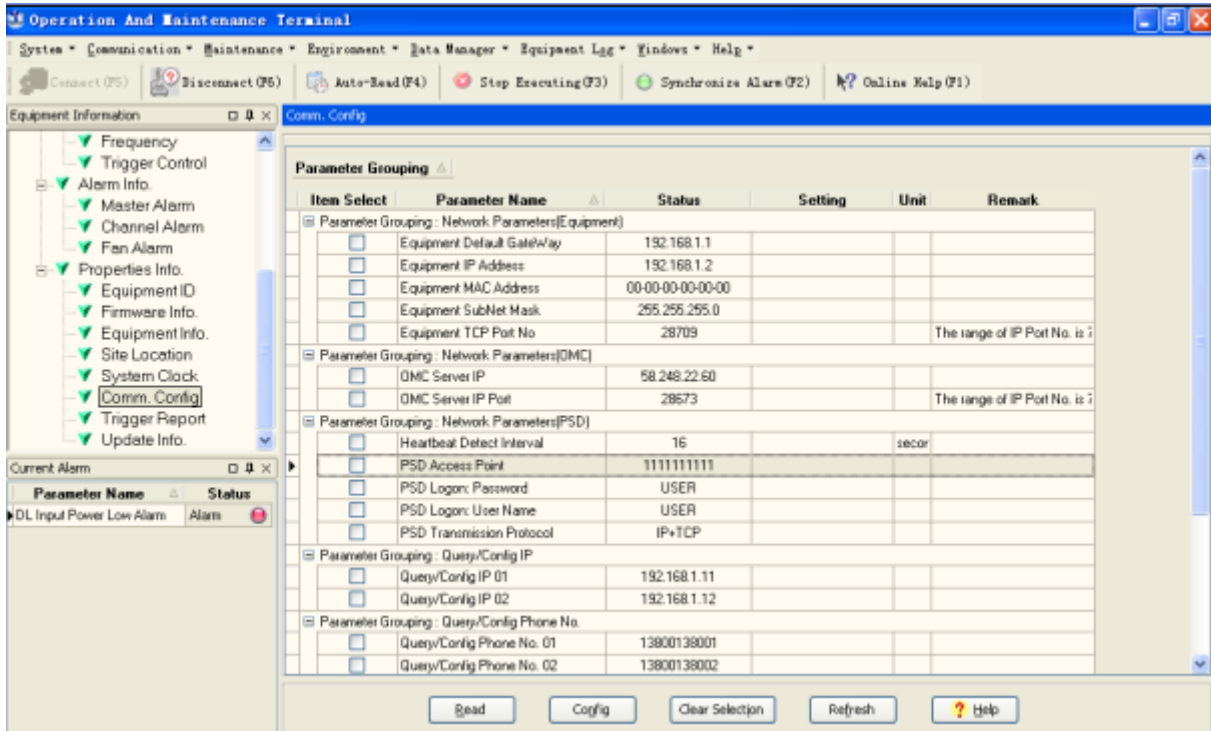 Operation And Maintenance Terminal
System Communication Maintenance Environment Data Manager Equipment Log Windows Help
Connect(F5) Disconnect(F6) Auto-Read(F4) Stop Executing(F3) Synchronize Alarm(F2) Online Help(F1)
Equipment Information
Frequency
Trigger Control
Alarm Info.
Master Alarm
Channel Alarm
Fan Alarm
Properties Info.
Equipment ID
Firmware Info.
Equipment Info.
Site Location
System Clock
Comm. Config
Trigger Report
Update Info.
Current Alarm
Parameter Name Status
DL Input Power Low Alarm Alarm
Comm. Config
Parameter Grouping
Item Select Parameter Name Status Setting Unit Remark
Parameter Grouping : Network Parameters(Equipment)
Equipment Default GateWay 192.168.1.1
Equipment IP Address 192.168.1.2
Equipment MAC Address 00-00-00-00-00-00
Equipment SubNet Mask 255.255.255.0
Equipment TCP Port No 28709 The range of IP Port No. is
Parameter Grouping : Network Parameters(OMC)
OMC Server IP 58.248.22.60
OMC Server IP Port 28673 The range of IP Port No. is
Parameter Grouping : Network Parameters(PSD)
Heartbeat Detect Interval 16 secor
PSD Access Point 1111111111
PSD Logon: Password USER
PSD Logon: User Name USER
PSD Transmission Protocol IP+TCP
Parameter Grouping : Query/Config IP
Query/Config IP 01 192.168.1.11
Query/Config IP 02 192.168.1.12
Parameter Grouping : Query/Config Phone No.
Query/Config Phone No. 01 13800138001
Query/Config Phone No. 02 13800138002
Read Config Clear Selection Refresh ? Help